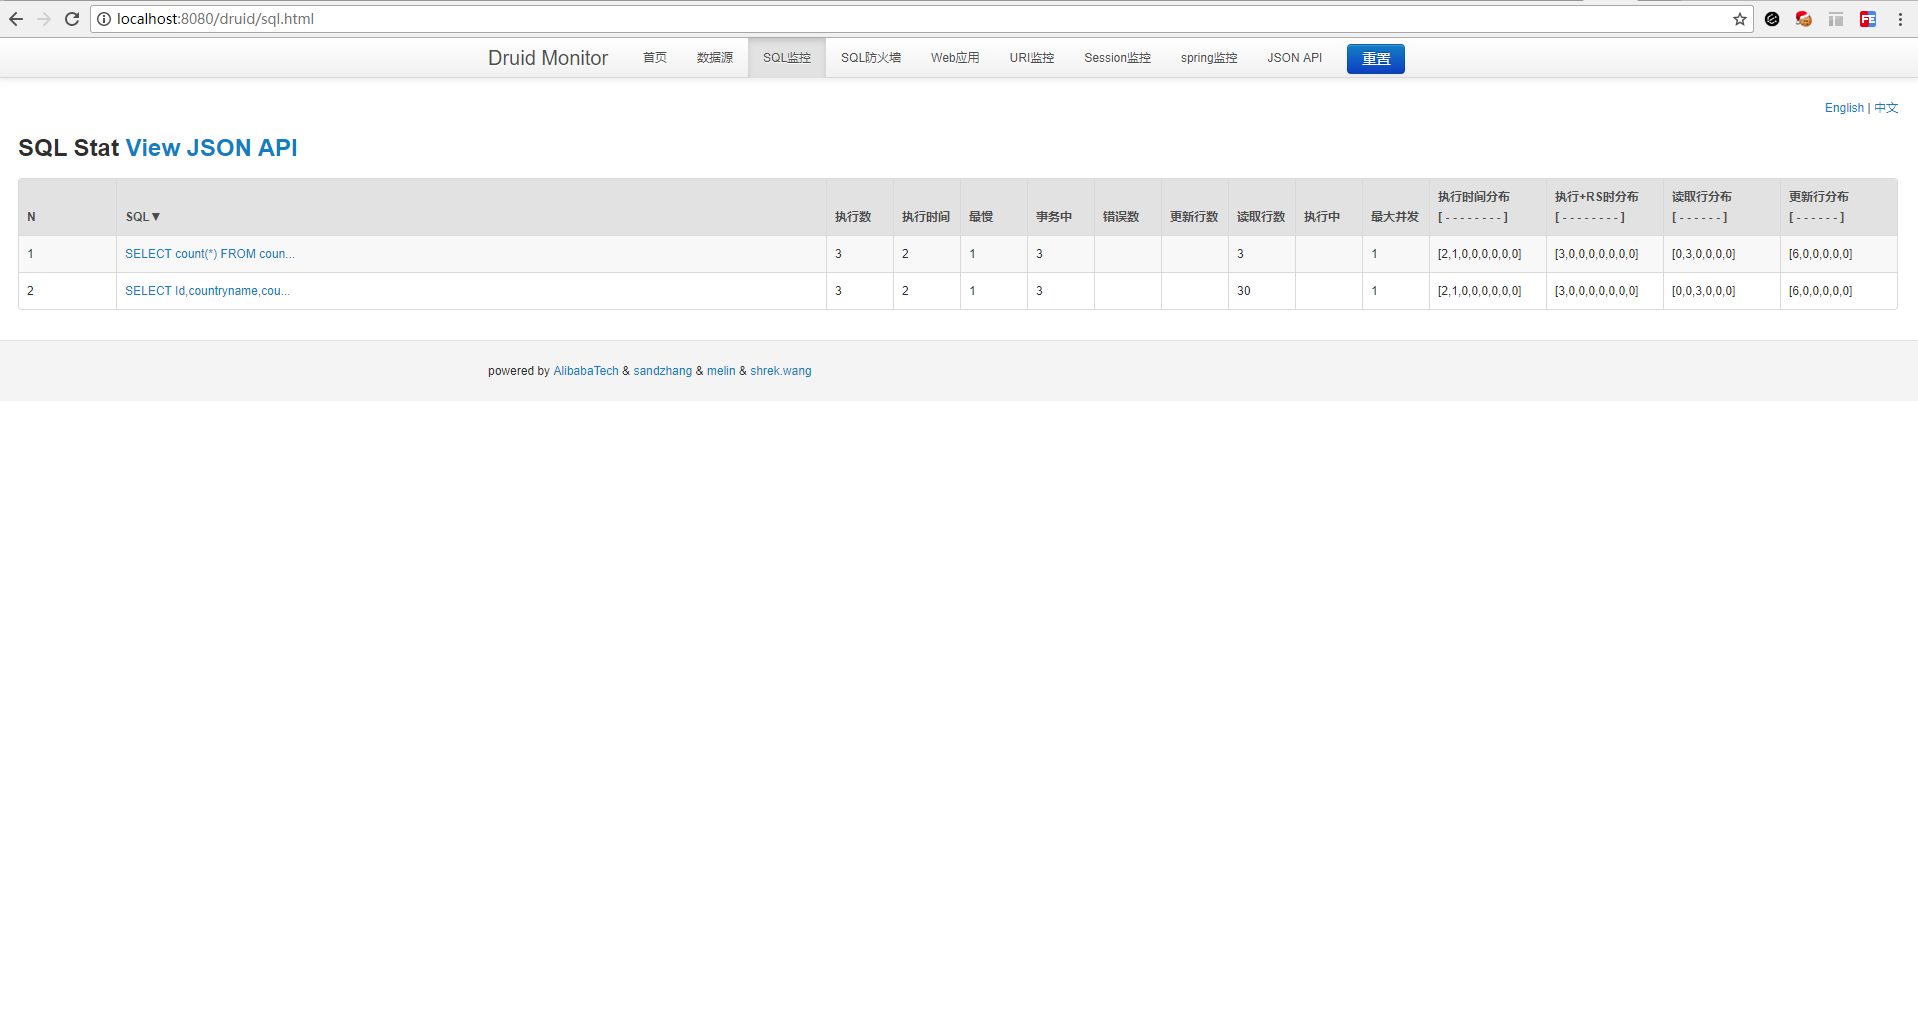 localhost:8080/druid/sql.html
Druid Monitor 首页 数据源 SQL监控 SQL防火墙 Web应用 URI监控 Session监控 spring监控 JSON API 重置
English | 中文
SQL Stat View JSON API
N SQL▼ 执行数 执行时间 最慢 事务中 错误数 更新行数 读取行数 执行中 最大并发 执行时间分布 执行+RS时分布 读取行分布 更新行分布
[ - - - - - - - - ] [ - - - - - - - - ] [ - - - - - - ] [ - - - - - - ]
1 SELECT count(*) FROM coun... 3 2 1 3 3 1 [2,1,0,0,0,0,0,0] [3,0,0,0,0,0,0,0] [0,3,0,0,0,0] [6,0,0,0,0,0]
2 SELECT Id,countryname,cou... 3 2 1 3 30 1 [2,1,0,0,0,0,0,0] [3,0,0,0,0,0,0,0] [0,0,3,0,0,0] [6,0,0,0,0,0]
powered by AlibabaTech & sandzhang & melin & shrek.wang